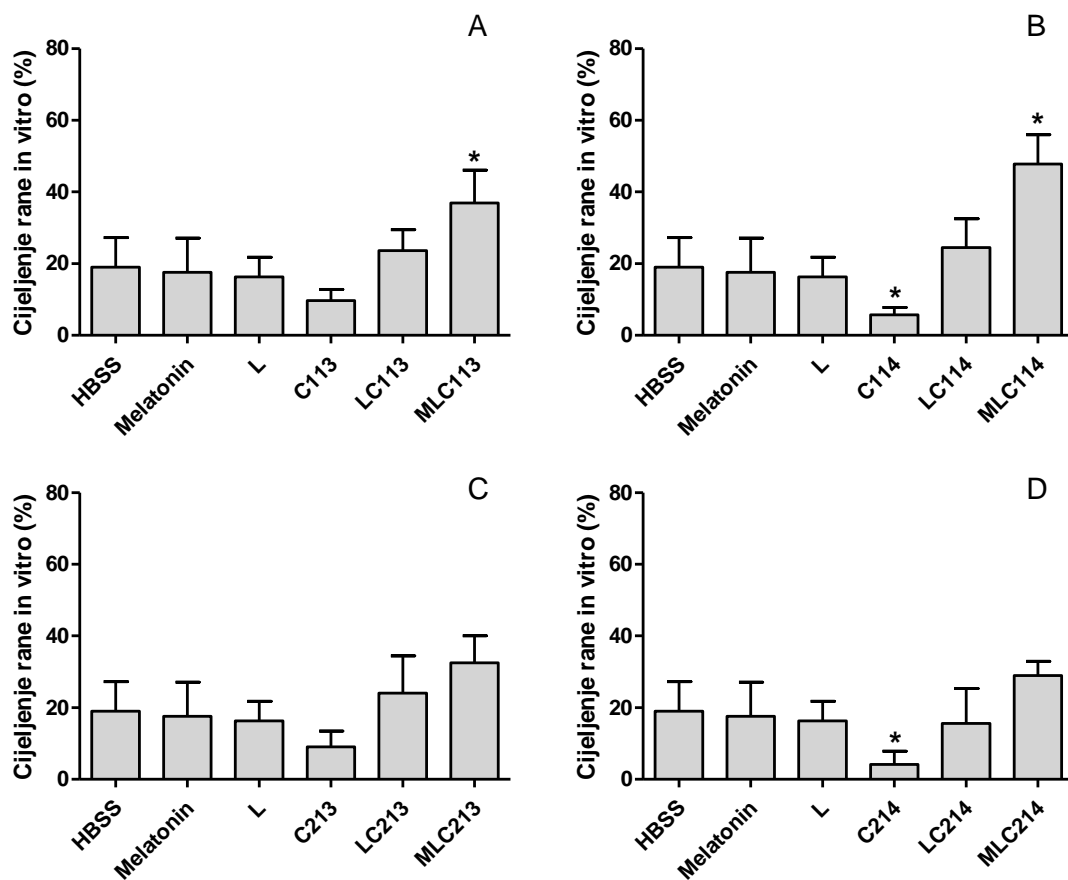 A
Cijeljenje rane in vitro (%)
80
60
40
20
0
*
HBSS
Melatonin
L
C113
LC113
MLC113
B
Cijeljenje rane in vitro (%)
80
60
40
20
0
*
*
HBSS
Melatonin
L
C114
LC114
MLC114
C
Cijeljenje rane in vitro (%)
80
60
40
20
0
HBSS
Melatonin
L
C213
LC213
MLC213
D
Cijeljenje rane in vitro (%)
80
60
40
20
0
*
HBSS
Melatonin
L
C214
LC214
MLC214